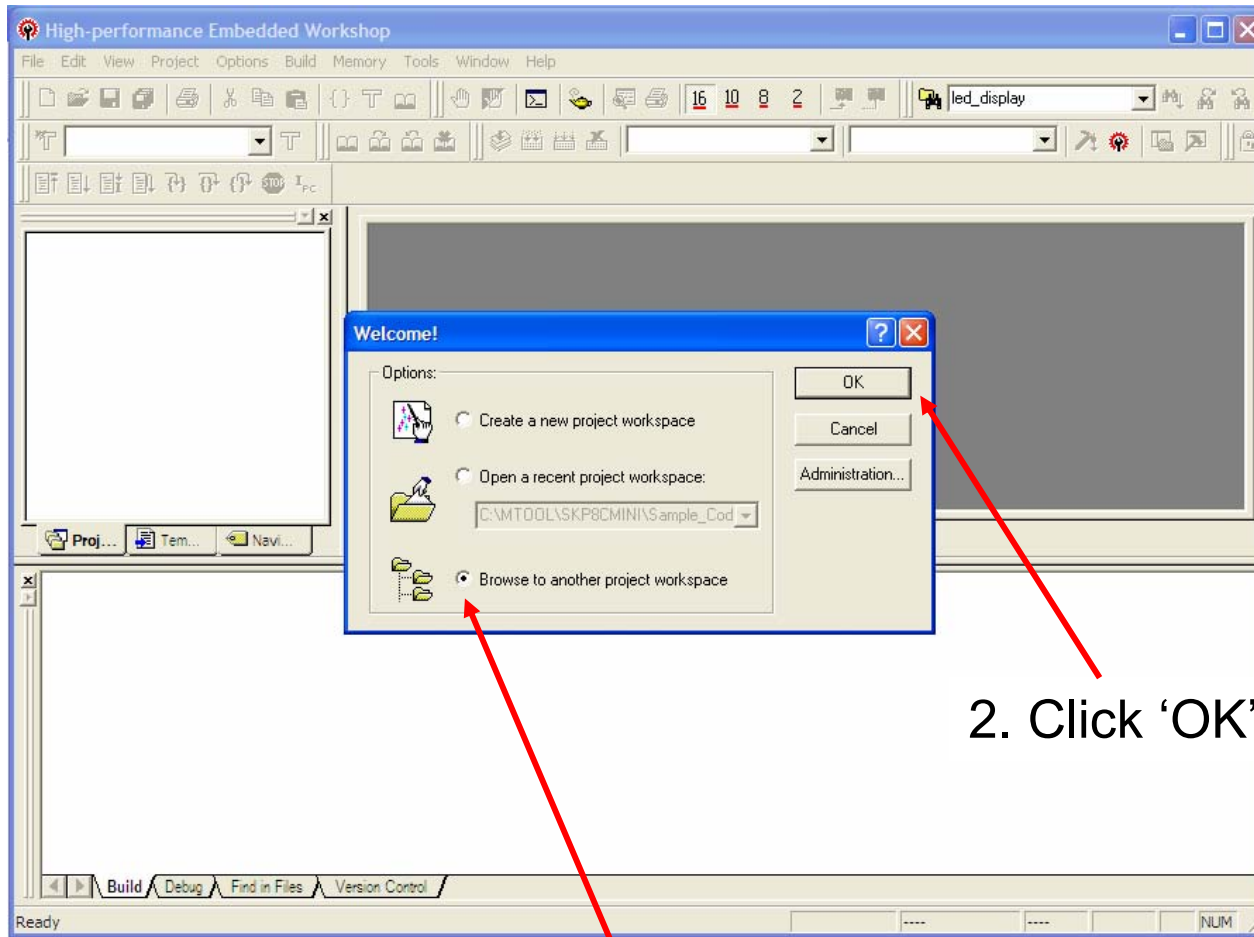 High-performance Embedded Workshop
File Edit View Project Options Build Memory Tools Window Help
16 10 8 2 led_display
STOP IPC
Welcome!
Options:
OK
Create a new project workspace
Cancel
Open a recent project workspace:
Administration...
C:\MTOOL\SKP8CMINI\Sample_Cod
Proj... Tem... Navi...
Browse to another project workspace
2. Click ‘OK’
Build Debug Find in Files Version Control
Ready ---- ---- NUM